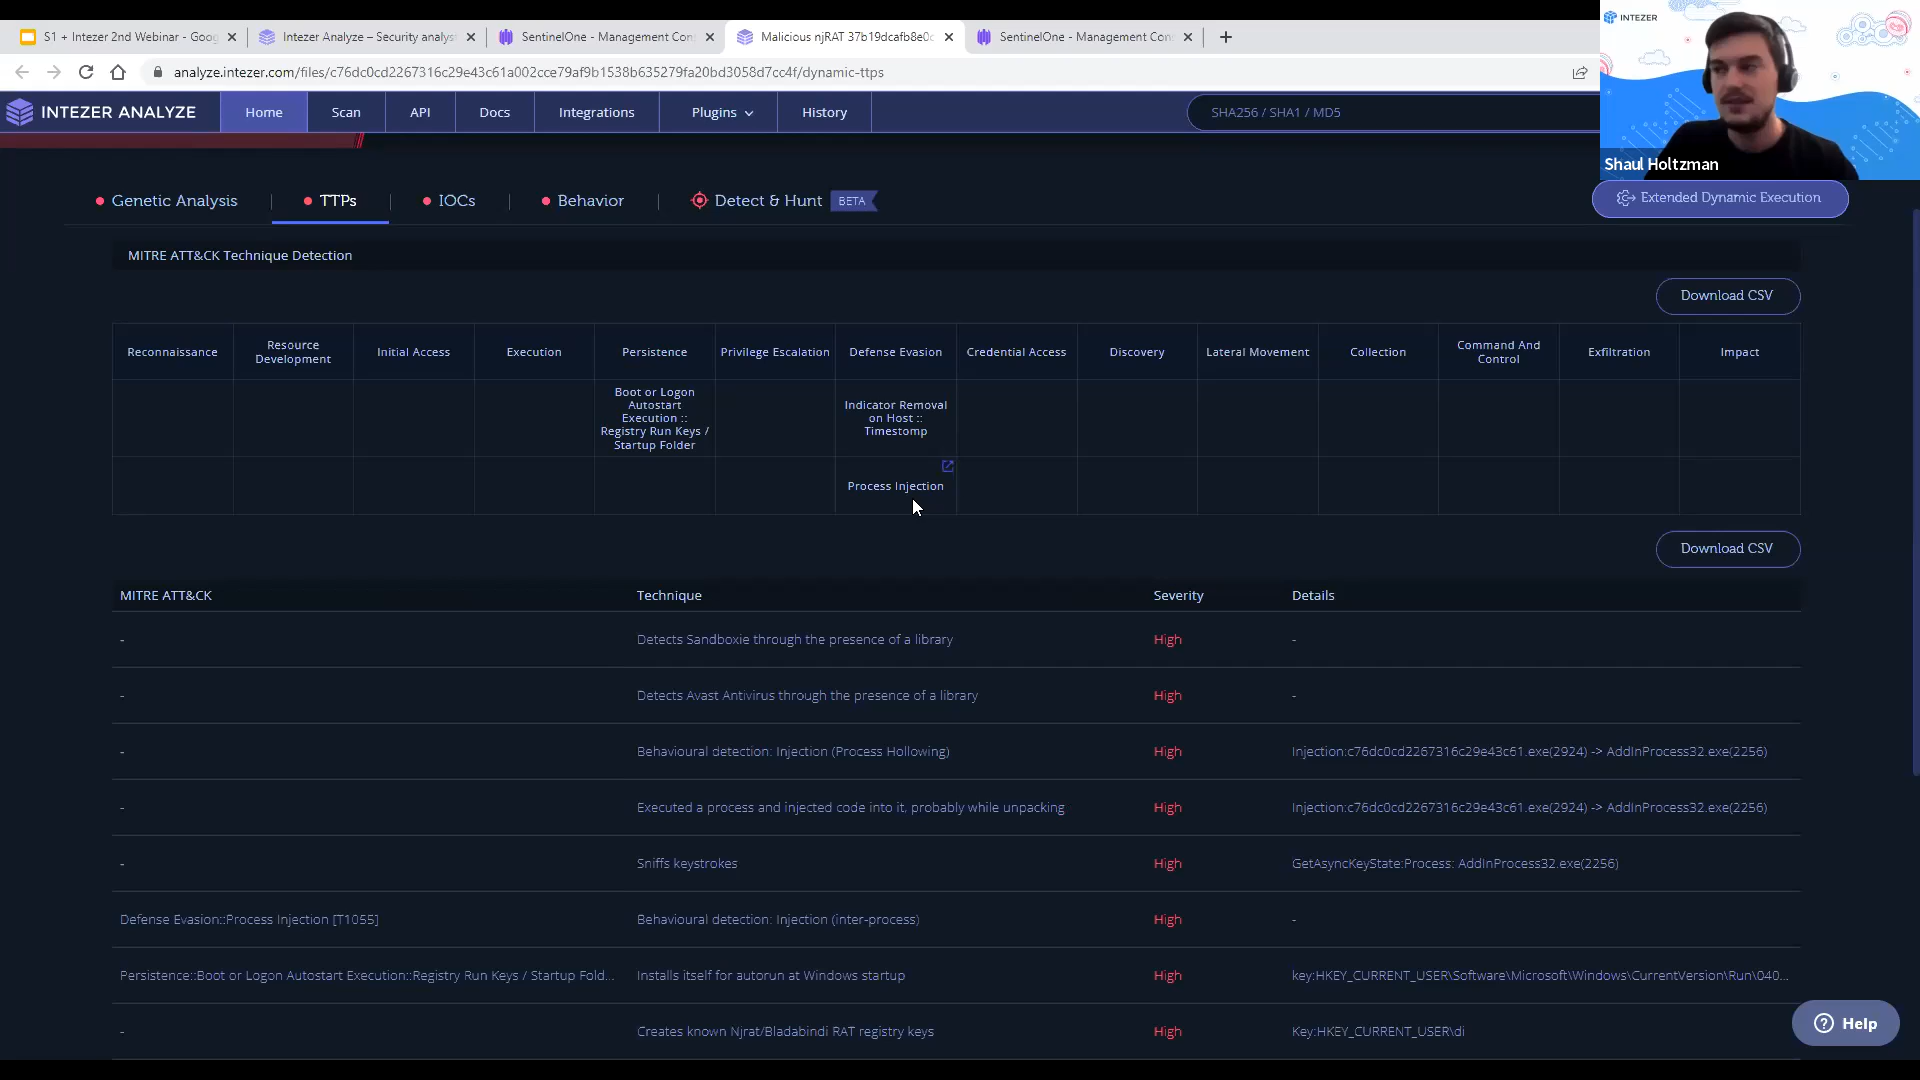 S1 + Intezer 2nd Webinar - Goog
Intezer Analyze – Security analyst
SentinelOne - Management Con
Malicious njRAT 37b19dcafb8e0c
SentinelOne - Management Con
analyze.intezer.com/files/c76dc0cd2267316c29e43c61a002cce79af9b1538b635279fa20bd3058d7cc4f/dynamic-ttps
INTEZER
Shaul Holtzman
INTEZER ANALYZE
Home
Scan
API
Docs
Integrations
Plugins
History
SHA256 / SHA1 / MD5
Genetic Analysis
TTPs
IOCs
Behavior
Detect & Hunt
BETA
Extended Dynamic Execution
MITRE ATT&CK Technique Detection
Download CSV
Reconnaissance
Resource
Development
Initial Access
Execution
Persistence
Privilege Escalation
Defense Evasion
Credential Access
Discovery
Lateral Movement
Collection
Command And
Control
Exfiltration
Impact
Boot or Logon
Autostart
Execution ::
Registry Run Keys /
Startup Folder
Indicator Removal
on Host ::
Timestomp
Process Injection
Download CSV
MITRE ATT&CK
Technique
Severity
Details
-
Detects Sandboxie through the presence of a library
High
-
-
Detects Avast Antivirus through the presence of a library
High
-
-
Behavioural detection: Injection (Process Hollowing)
High
Injection:c76dc0cd2267316c29e43c61.exe(2924) -> AddInProcess32.exe(2256)
-
Executed a process and injected code into it, probably while unpacking
High
Injection:c76dc0cd2267316c29e43c61.exe(2924) -> AddInProcess32.exe(2256)
-
Sniffs keystrokes
High
GetAsyncKeyState:Process: AddInProcess32.exe(2256)
Defense Evasion::Process Injection [T1055]
Behavioural detection: Injection (inter-process)
High
-
Persistence::Boot or Logon Autostart Execution::Registry Run Keys / Startup Fold...
Installs itself for autorun at Windows startup
High
key:HKEY_CURRENT_USER\Software\Microsoft\Windows\CurrentVersion\Run\040...
-
Creates known Njrat/Bladabindi RAT registry keys
High
Key:HKEY_CURRENT_USER\di
Help